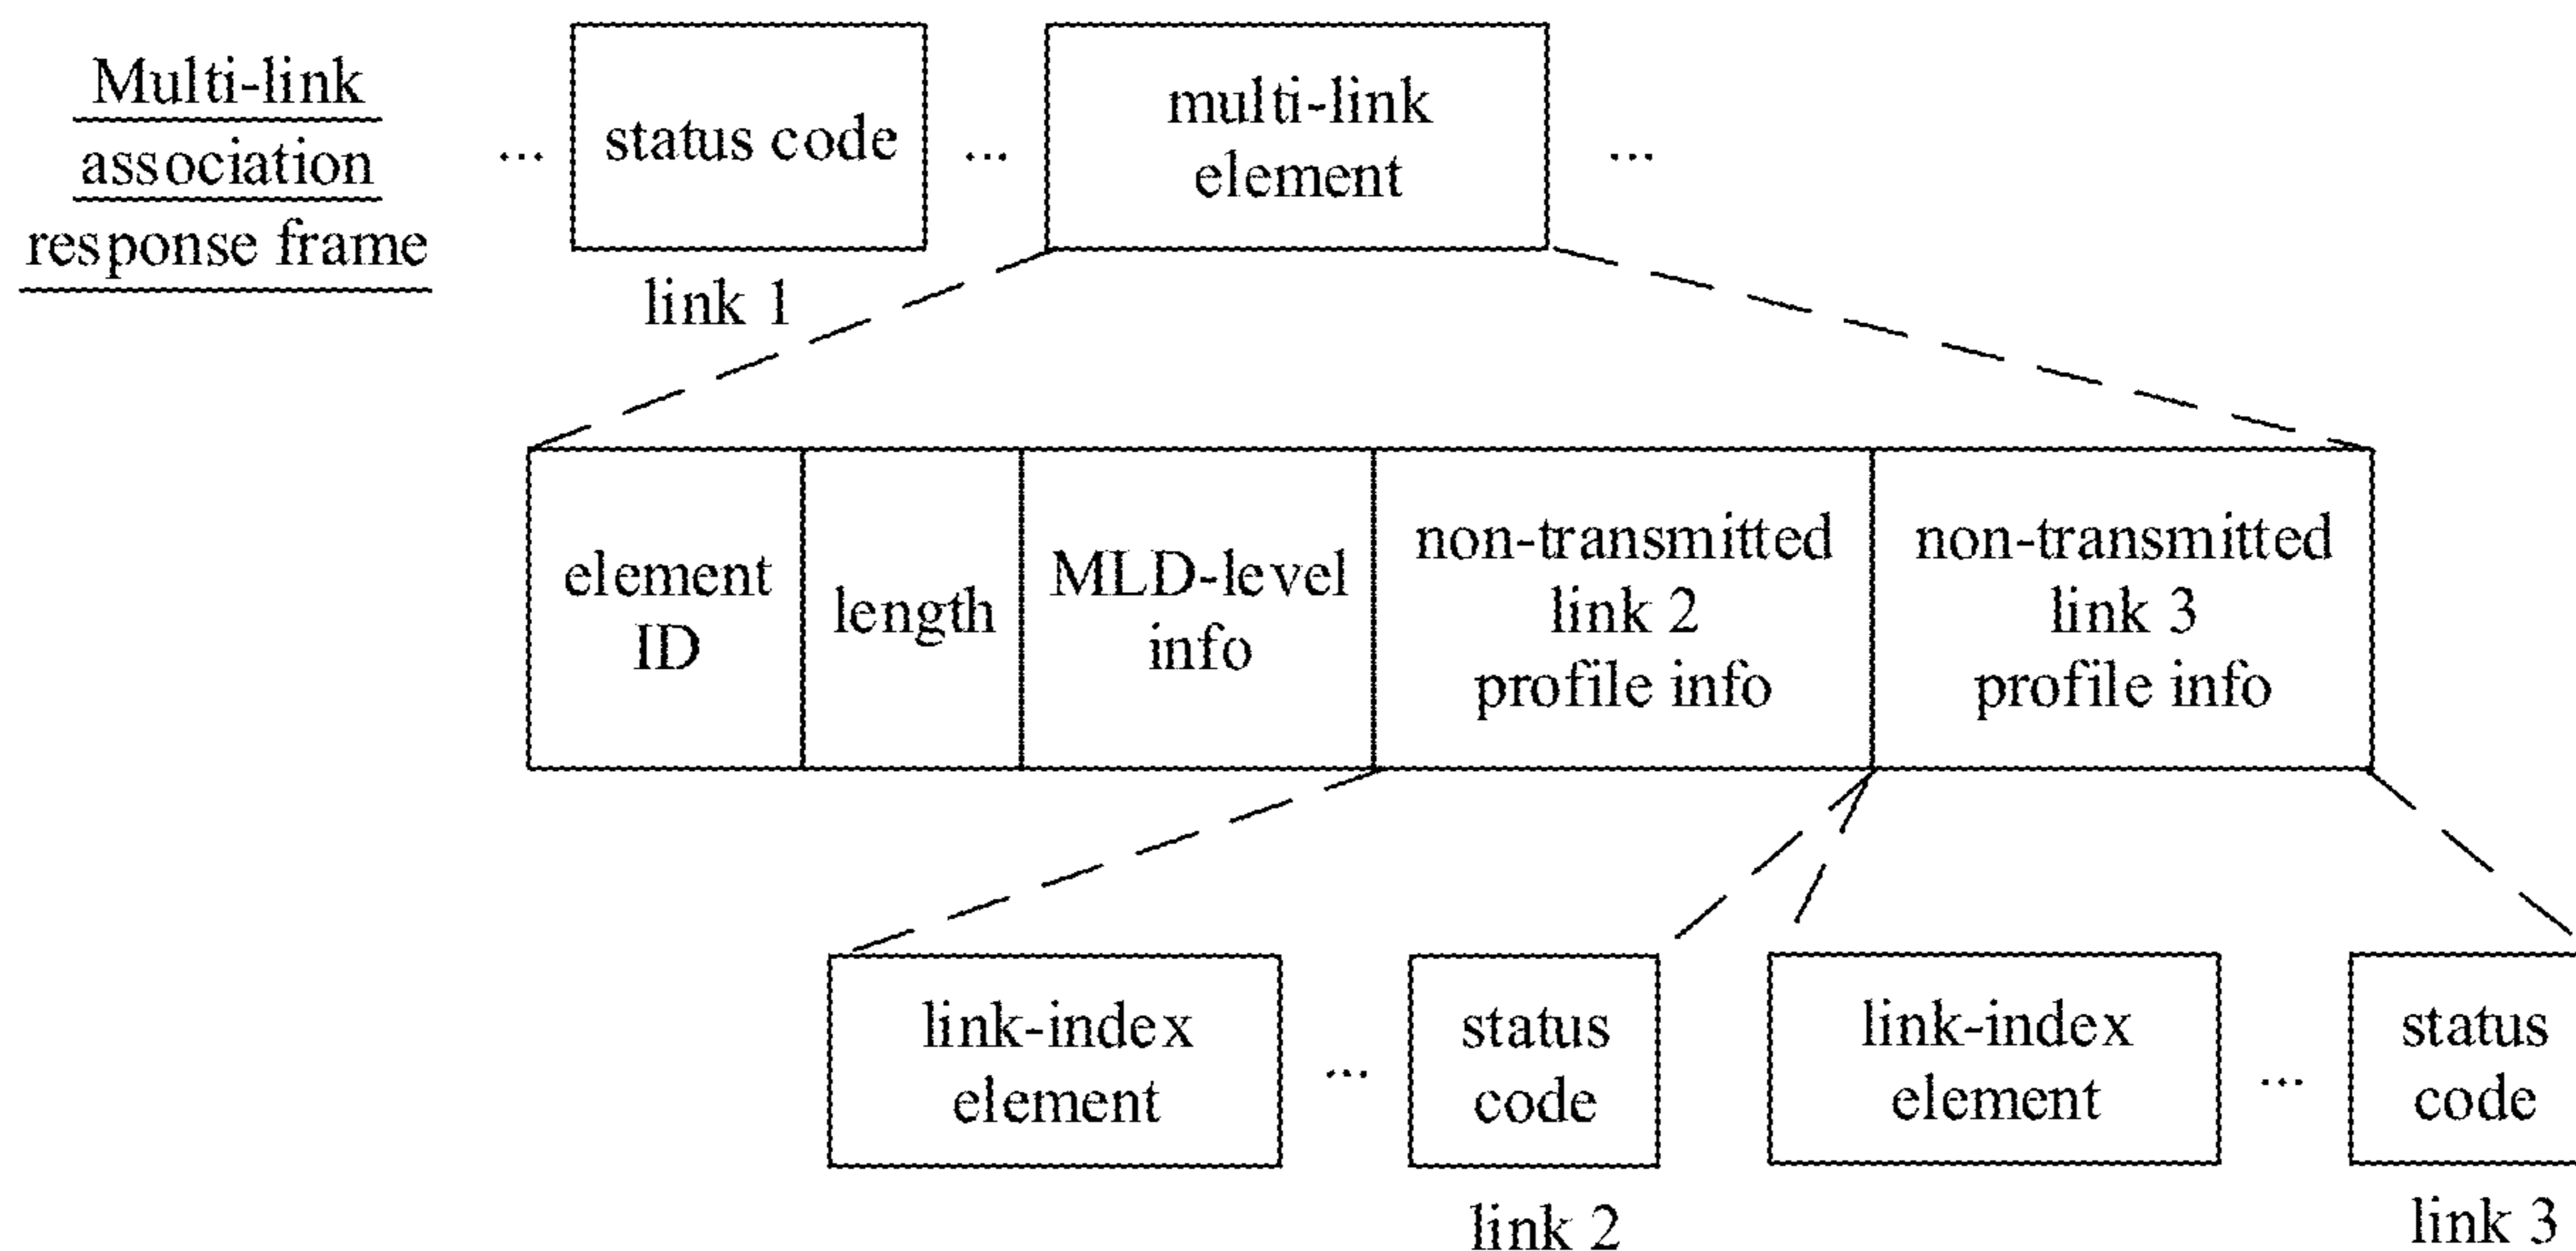 Multi-link
association
response frame
...
status code
...
multi-link
element
...
link 1
element
ID
length
MLD-level
info
non-transmitted
link 2
profile info
non-transmitted
link 3
profile info
link-index
element
...
status
code
link-index
element
...
status
code
link 2
link 3